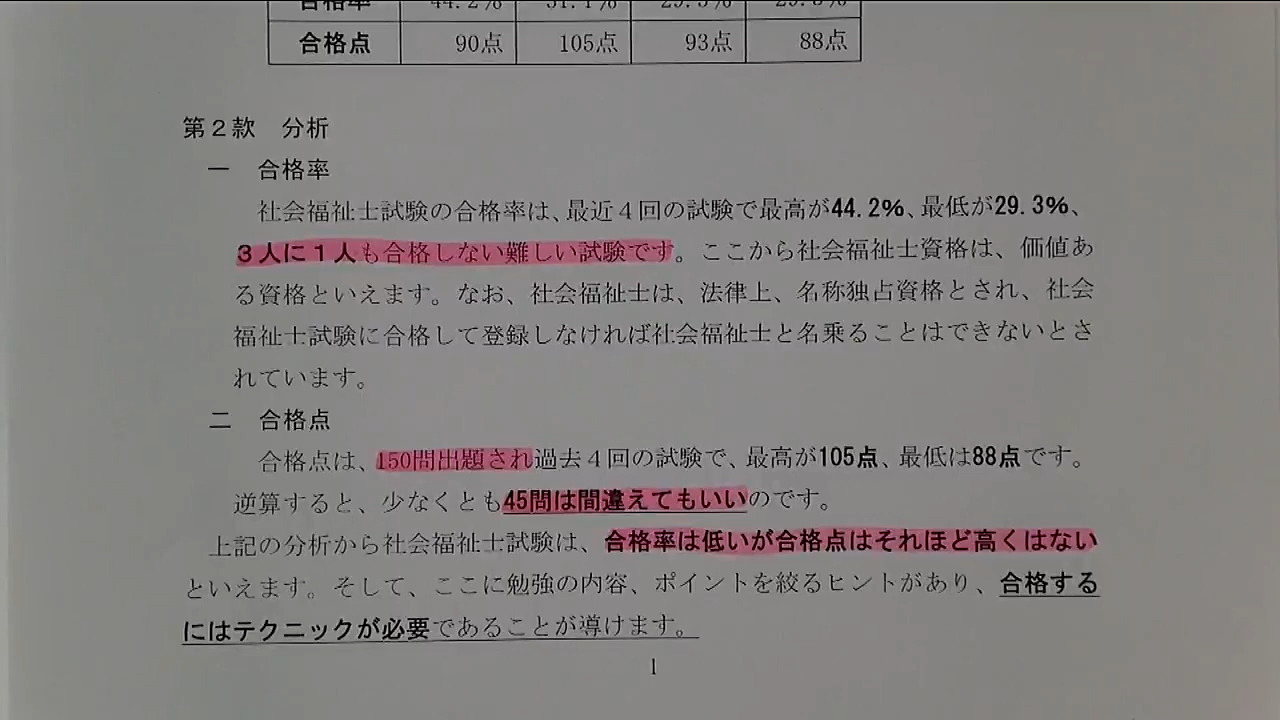 合格率 44.2% 31.1% 29.3% 29.3%
合格点 90点 105点 93点 88点
第２款　分析
一　合格率
社会福祉士試験の合格率は、最近４回の試験で最高が44.2%、最低が29.3%、
３人に１人も合格しない難しい試験です。ここから社会福祉士資格は、価値あ
る資格といえます。なお、社会福祉士は、法律上、名称独占資格とされ、社会
福祉士試験に合格して登録しなければ社会福祉士と名乗ることはできないとさ
れています。
二　合格点
合格点は、150問出題され過去４回の試験で、最高が105点、最低は88点です。
逆算すると、少なくとも45問は間違えてもいいのです。
上記の分析から社会福祉士試験は、合格率は低いが合格点はそれほど高くはない
といえます。そして、ここに勉強の内容、ポイントを絞るヒントがあり、合格する
にはテクニックが必要であることが導けます。
1